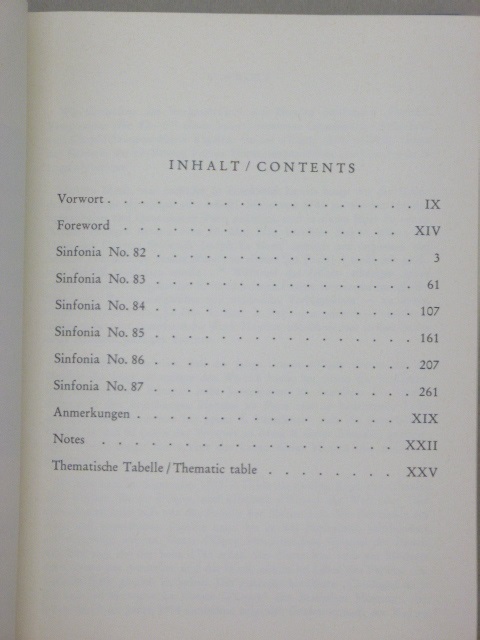 INHALT / CONTENTS
Vorwort . . . . . . . . . . . . . . . . . . . . IX
Foreword . . . . . . . . . . . . . . . . . . XIV
Sinfonia No. 82 . . . . . . . . . . . . . . . . 3
Sinfonia No. 83 . . . . . . . . . . . . . . . . 61
Sinfonia No. 84 . . . . . . . . . . . . . . . 107
Sinfonia No. 85 . . . . . . . . . . . . . . . 161
Sinfonia No. 86 . . . . . . . . . . . . . . . 207
Sinfonia No. 87 . . . . . . . . . . . . . . . 261
Anmerkungen . . . . . . . . . . . . . . . . XIX
Notes . . . . . . . . . . . . . . . . . . XXII
Thematische Tabelle / Thematic table . . . . . . . XXV